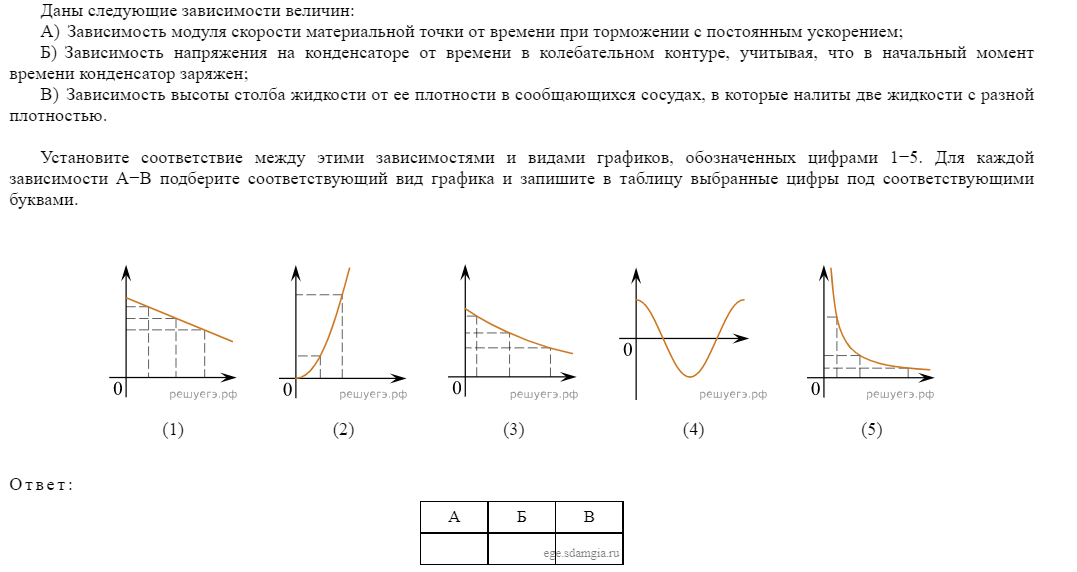 Даны следующие зависимости величин:
А) Зависимость модуля скорости материальной точки от времени при торможении с постоянным ускорением;
Б) Зависимость напряжения на конденсаторе от времени в колебательном контуре, учитывая, что в начальный момент
времени конденсатор заряжен;
В) Зависимость высоты столба жидкости от ее плотности в сообщающихся сосудах, в которые налиты две жидкости с разной
плотностью.
Установите соответствие между этими зависимостями и видами графиков, обозначенных цифрами 1−5. Для каждой
зависимости А−В подберите соответствующий вид графика и запишите в таблицу выбранные цифры под соответствующими
буквами.
0 0 0 0 0
решуегэ.рф решуегэ.рф решуегэ.рф решуегэ.рф решуегэ.рф
(1) (2) (3) (4) (5)
Ответ:
А Б В
ege.sdamgia.ru